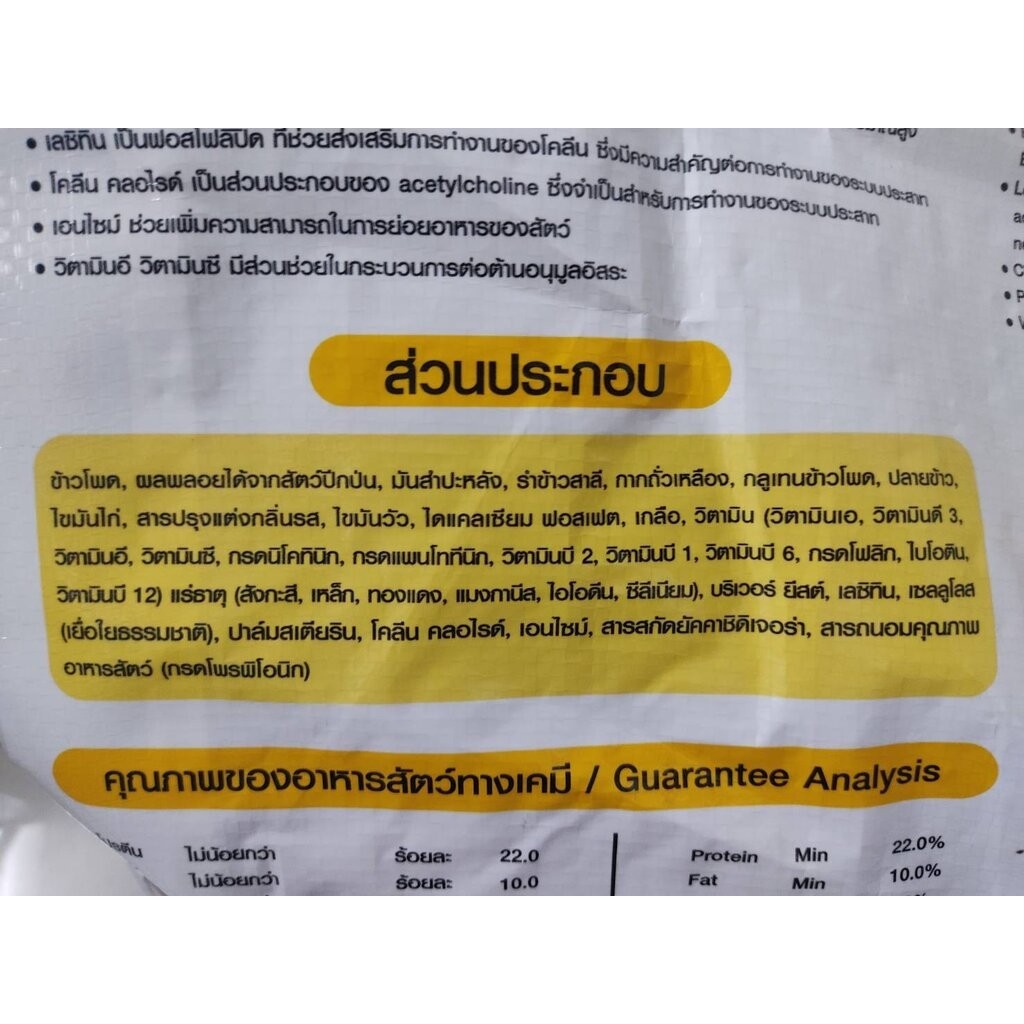 • เลซิทิน เป็นฟอสโฟลิปิด ที่ช่วยส่งเสริมการทำงานของโคลีน ซึ่งมีความสำคัญต่อการทำงานของระบบประสาท
• โคลีน คลอไรด์ เป็นส่วนประกอบของ acetylcholine ซึ่งจำเป็นสำหรับการทำงานของระบบประสาท
• เอนไซม์ ช่วยเพิ่มความสามารถในการย่อยอาหารของสัตว์
• วิตามินอี วิตามินซี มีส่วนช่วยในกระบวนการต่อต้านอนุมูลอิสระ
ส่วนประกอบ
ข้าวโพด, ผลพลอยได้จากสัตว์ปีกป่น, มันสำปะหลัง, รำข้าวสาลี, กากถั่วเหลือง, กลูเทนข้าวโพด, ปลายข้าว,
ไขมันไก่, สารปรุงแต่งกลิ่นรส, ไขมันวัว, ไดแคลเซียม ฟอสเฟต, เกลือ, วิตามิน (วิตามินเอ, วิตามินดี 3,
วิตามินอี, วิตามินซี, กรดนิโคทินิก, กรดแพนโททีนิก, วิตามินบี 2, วิตามินบี 1, วิตามินบี 6, กรดโฟลิก, ไบโอติน,
วิตามินบี 12) แร่ธาตุ (สังกะสี, เหล็ก, ทองแดง, แมงกานีส, ไอโอดีน, ซีลีเนียม), บริเวอร์ ยีสต์, เลซิทิน, เซลลูโลส
(เยื่อใยธรรมชาติ), ปาล์มสเตียริน, โคลีน คลอไรด์, เอนไซม์, สารสกัดยัคคาชิดิเจอร่า, สารถนอมคุณภาพ
อาหารสัตว์ (กรดโพรพิโอนิก)
คุณภาพของอาหารสัตว์ทางเคมี / Guarantee Analysis
ไม่น้อยกว่า ร้อยละ 22.0 Protein Min 22.0%
ไม่น้อยกว่า ร้อยละ 10.0 Fat Min 10.0%